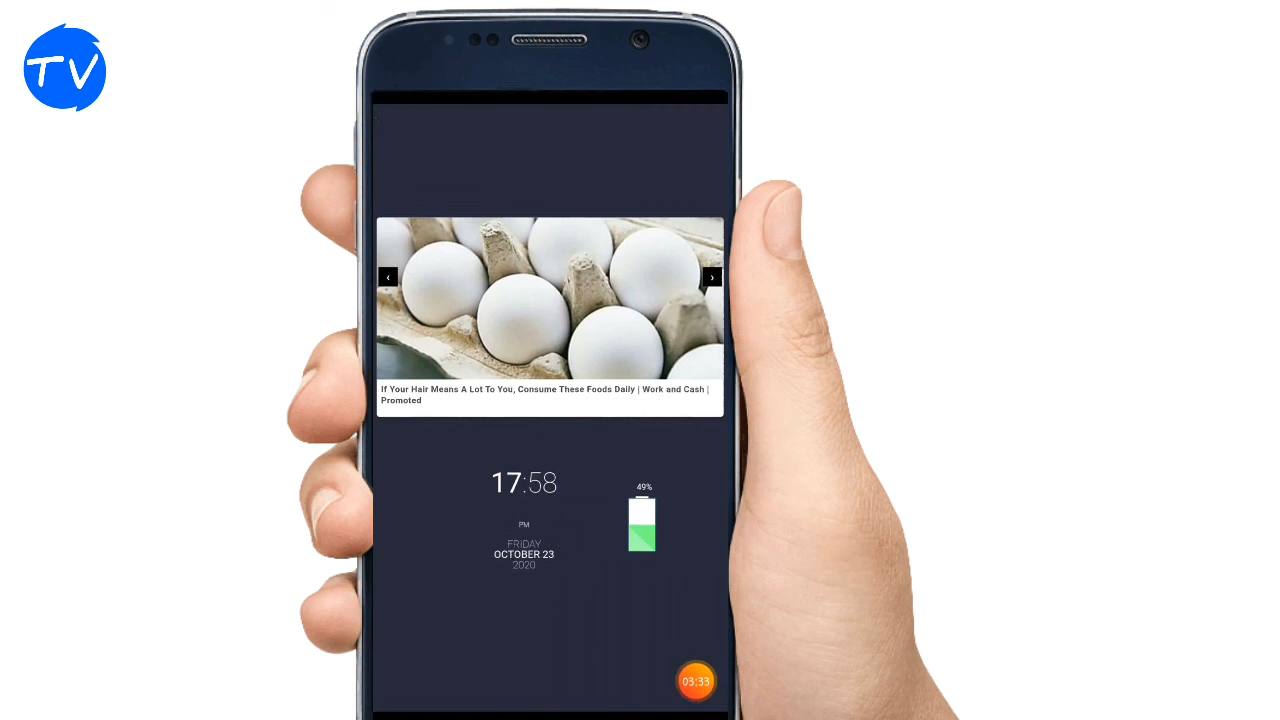 TV
‹ ›
If Your Hair Means A Lot To You, Consume These Foods Daily | Work and Cash |
Promoted
17:58
49%
PM
FRIDAY
OCTOBER 23
2020
03:33